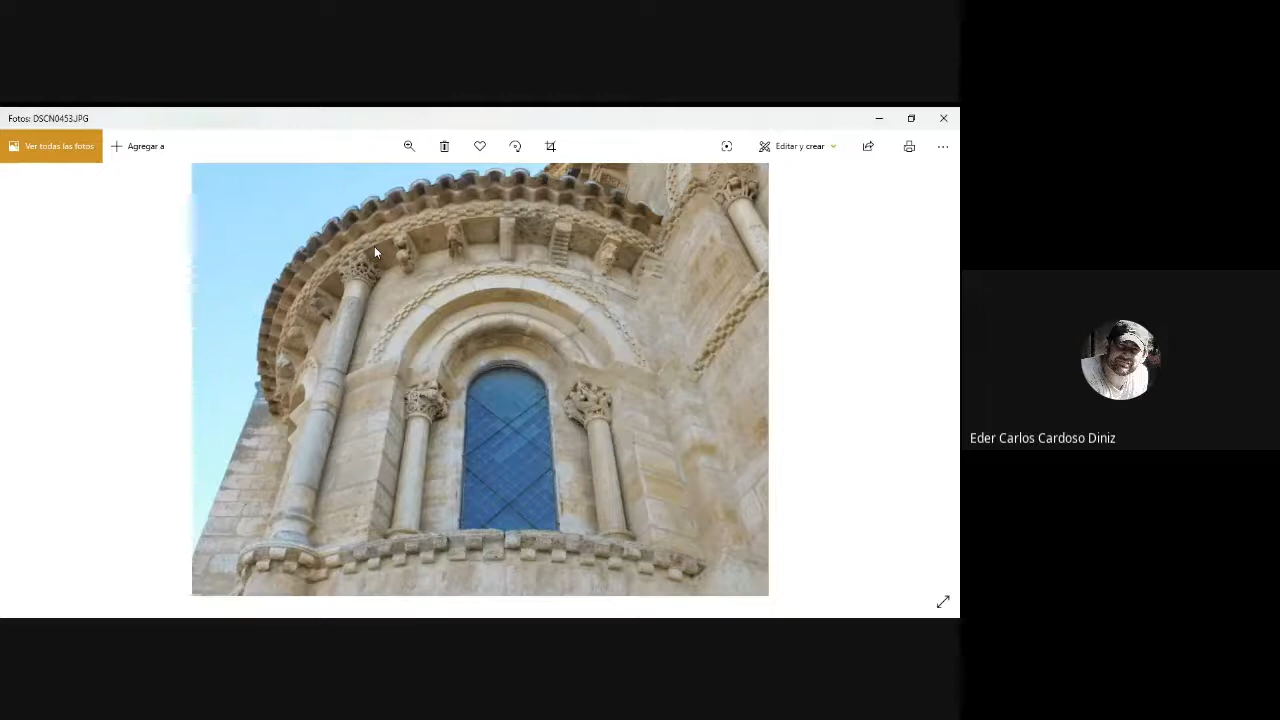 Fotos: DSCN0453.JPG
Ver todas las fotos
Agregar a
Editar y crear
Eder Carlos Cardoso Diniz